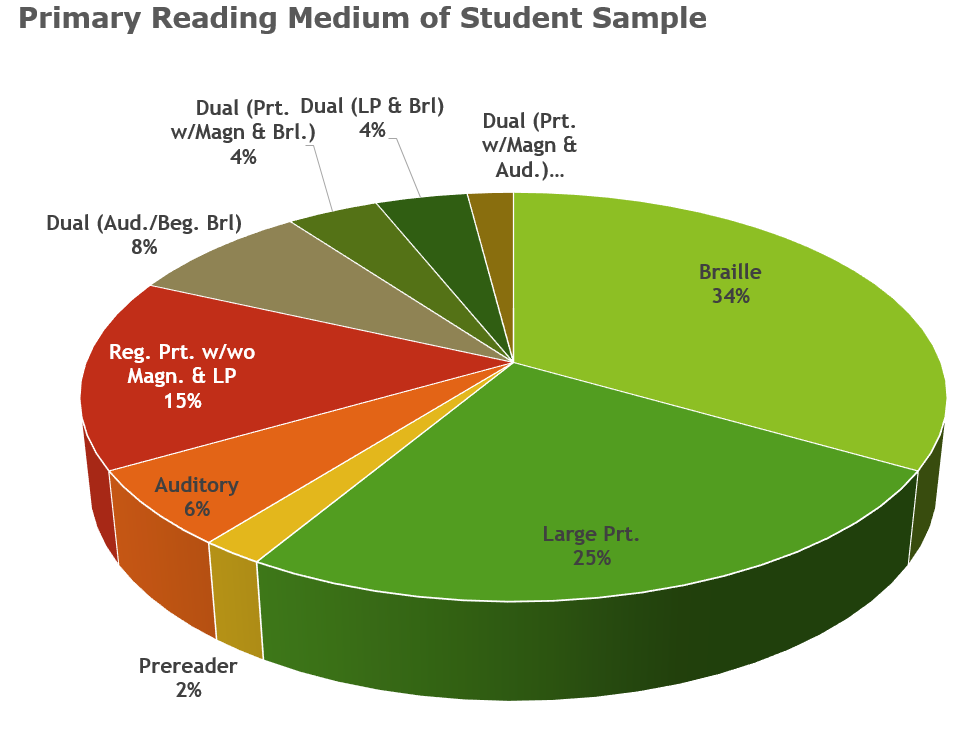 Primary Reading Medium of Student Sample
Dual (Prt.
w/Magn & Brl.)
4%
Dual (LP & Brl)
4%
Dual (Prt.
w/Magn &
Aud.)…
Dual (Aud./Beg. Brl)
8%
Braille
34%
Reg. Prt. w/wo
Magn. & LP
15%
Auditory
6%
Large Prt.
25%
Prereader
2%